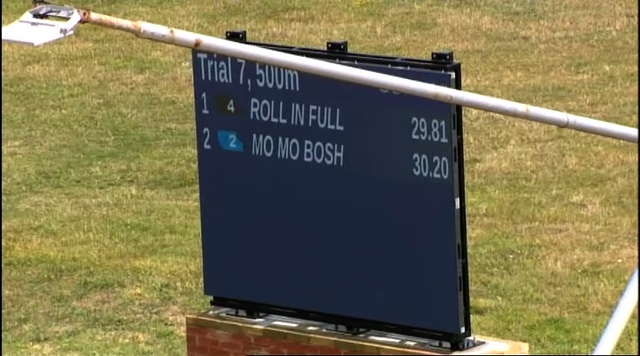 Trial 7, 500m
1 4 ROLL IN FULL 29.81
2 2 MO MO BOSH 30.20